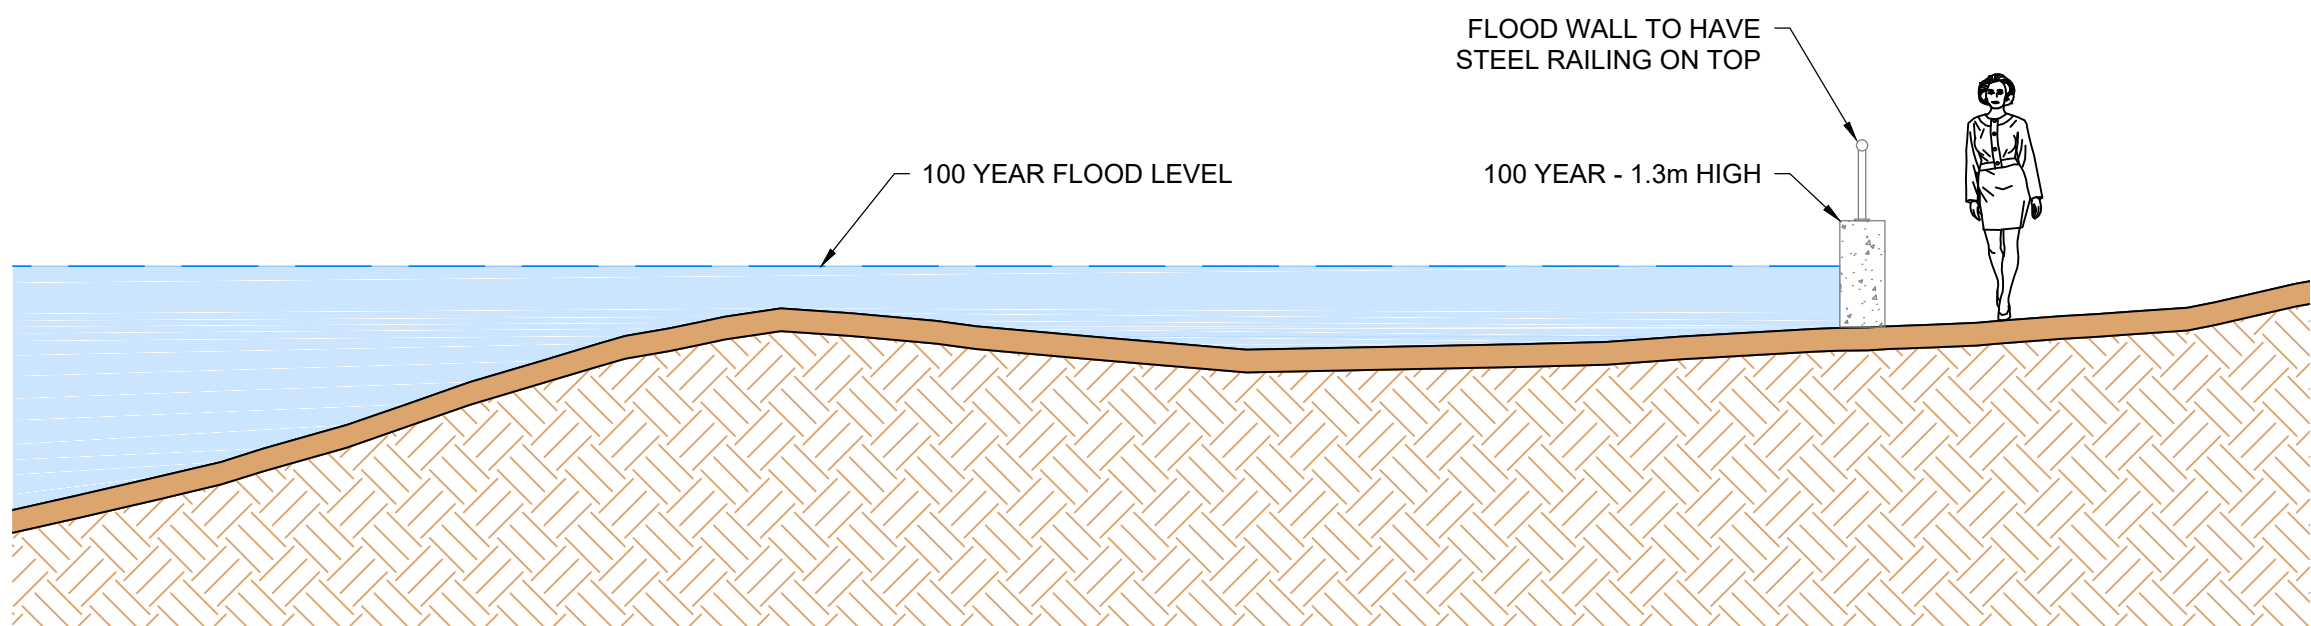 FLOOD WALL TO HAVE
STEEL RAILING ON TOP
100 YEAR FLOOD LEVEL
100 YEAR - 1.3m HIGH